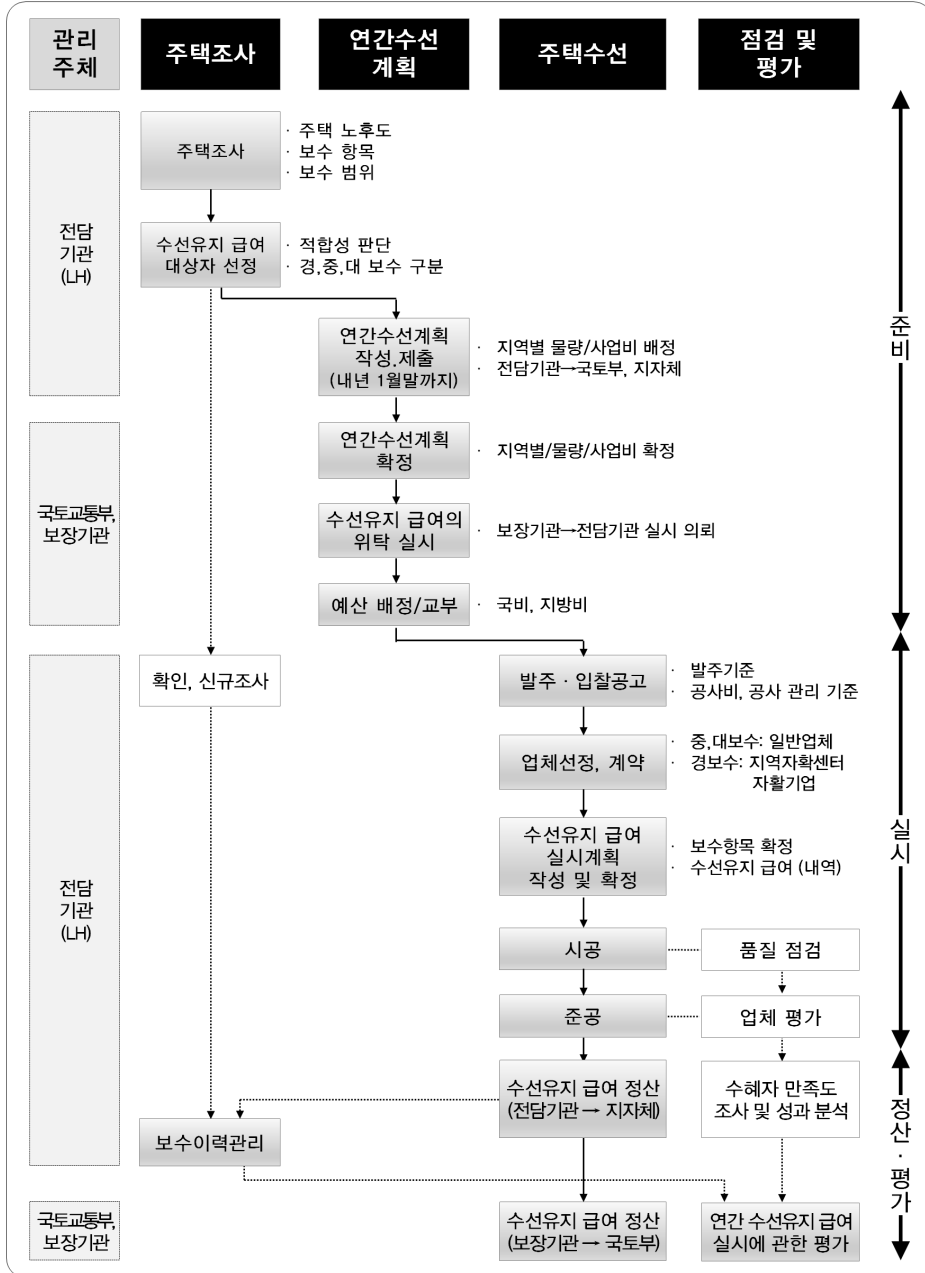 관리
주체
주택조사
연간수선
계획
주택수선
점검 및
평가
전담
기관
(LH)
주택조사
· 주택 노후도
· 보수 항목
· 보수 범위
수선유지 급여
대상자 선정
· 적합성 판단
· 경,중,대 보수 구분
연간수선계획
작성,제출
(내년 1월말까지)
· 지역별 물량/사업비 배정
· 전담기관→국토부, 지자체
준비
국토교통부,
보장기관
연간수선계획
확정
· 지역별/물량/사업비 확정
수선유지 급여의
위탁 실시
· 보장기관→전담기관 실시 의뢰
예산 배정/교부
· 국비, 지방비
전담
기관
(LH)
확인, 신규조사
발주 · 입찰공고
· 발주기준
· 공사비, 공사 관리 기준
업체선정, 계약
· 중,대보수: 일반업체
· 경보수: 지역자확센터
자활기업
수선유지 급여
실시계획
작성 및 확정
· 보수항목 확정
· 수선유지 급여 (내역)
실시
시공
품질 점검
준공
업체 평가
수선유지 급여 정산
(전담기관 → 지자체)
수혜자 만족도
조사 및 성과 분석
보수이력관리
정산 · 평가
국토교통부,
보장기관
수선유지 급여 정산
(보장기관 → 국토부)
연간 수선유지 급여
실시에 관한 평가